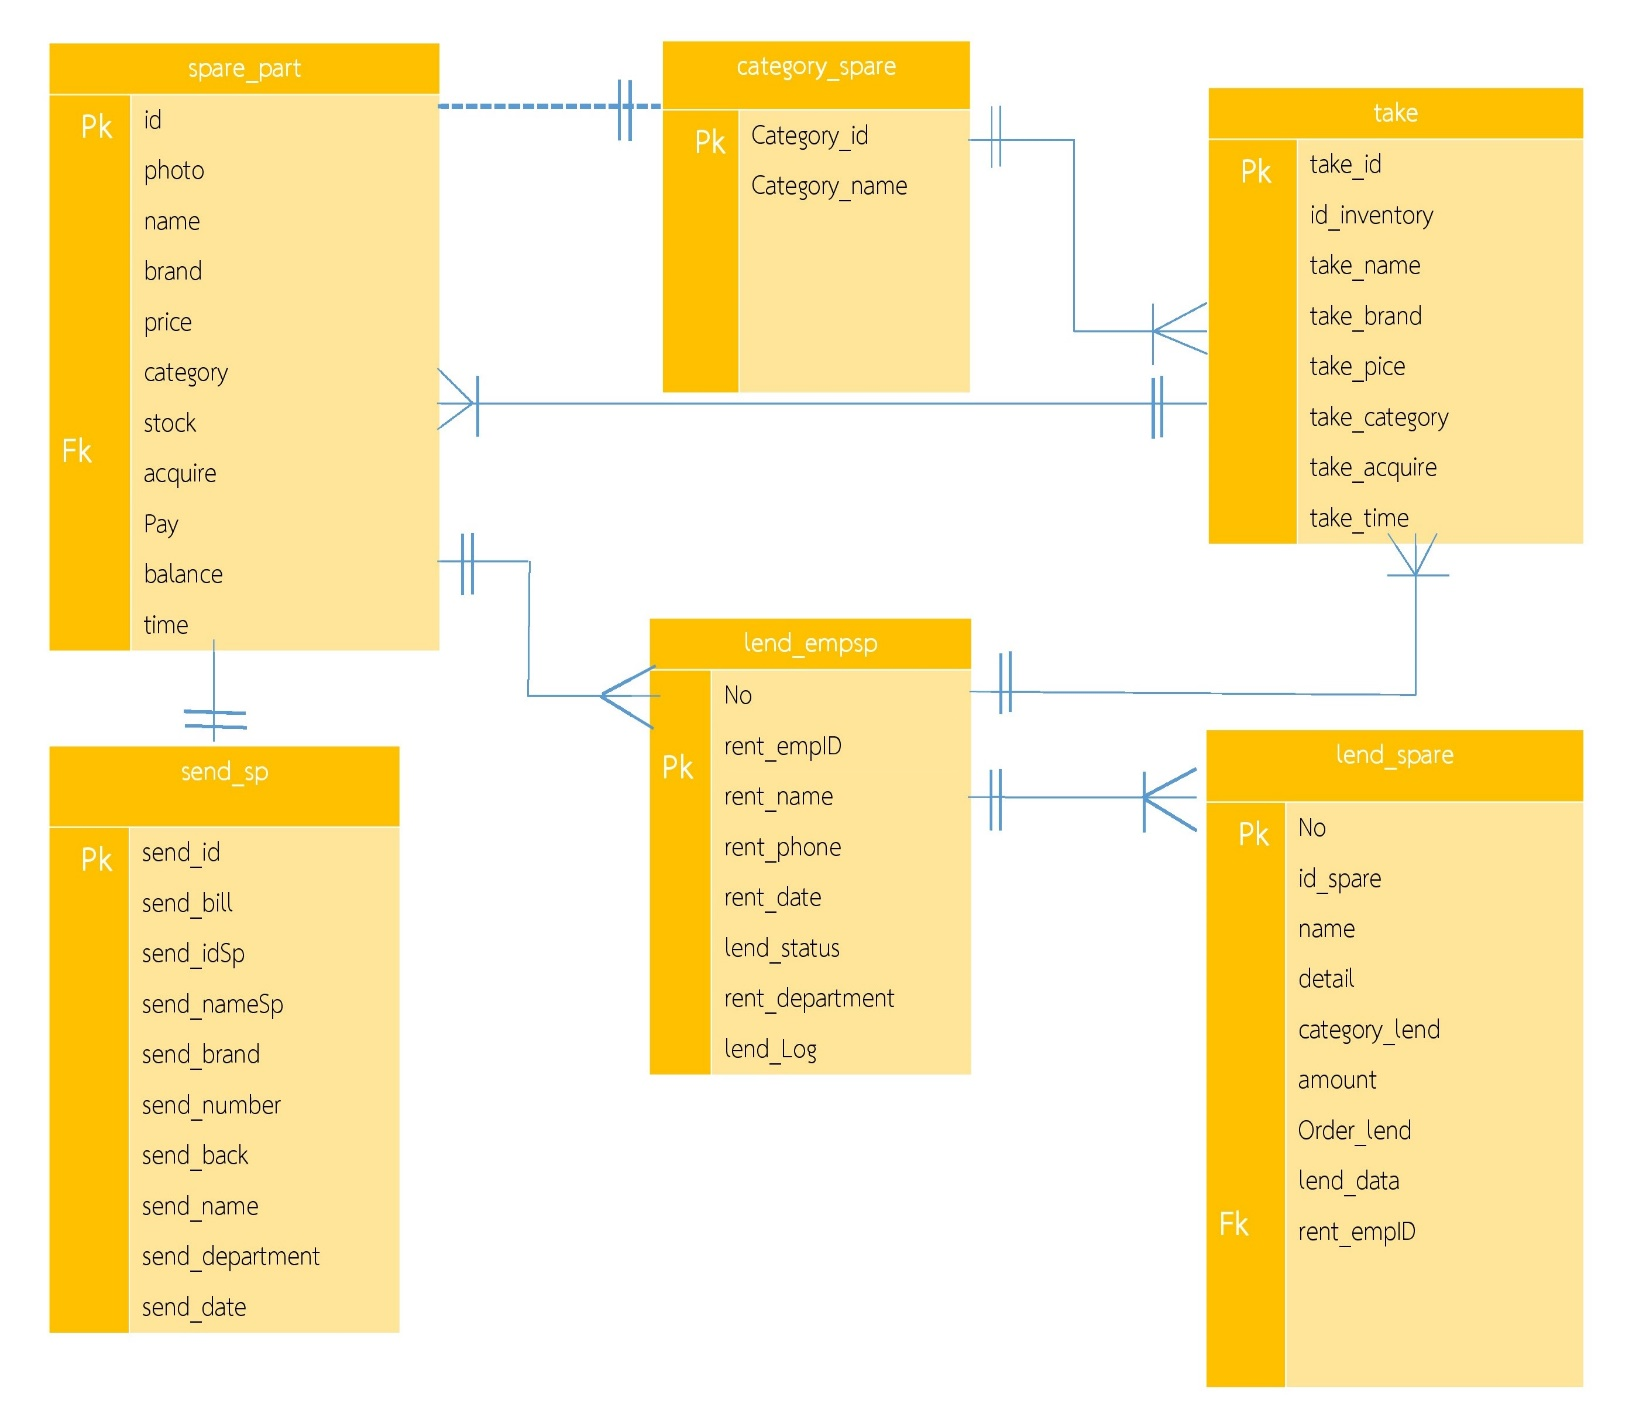 spare_part
Pk
id
photo
name
brand
price
category
stock
Fk
acquire
Pay
balance
time
category_spare
Pk
Category_id
Category_name
take
Pk
take_id
id_inventory
take_name
take_brand
take_pice
take_category
take_acquire
take_time
send_sp
Pk
send_id
send_bill
send_idSp
send_nameSp
send_brand
send_number
send_back
send_name
send_department
send_date
lend_empsp
No
rent_empID
Pk
rent_name
rent_phone
rent_date
lend_status
rent_department
lend_Log
lend_spare
Pk
No
id_spare
name
detail
category_lend
amount
Order_lend
lend_data
Fk
rent_empID